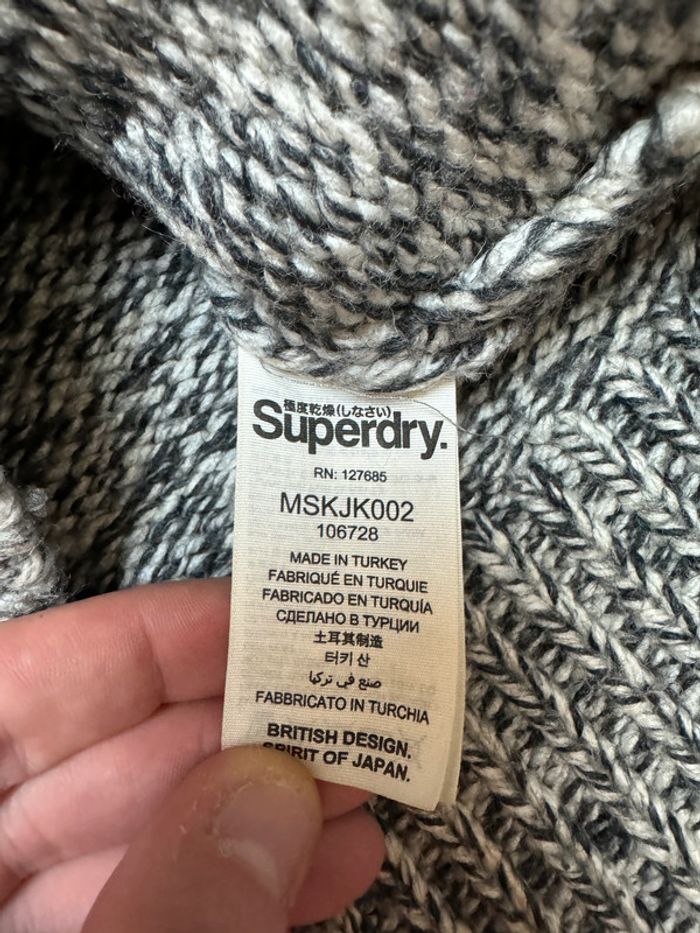 極度乾燥(しなさい)
Superdry.
RN: 127685
MSKJK002
106728
MADE IN TURKEY
FABRIQUÉ EN TURQUIE
FABRICADO EN TURQUÍA
СДЕЛАНО В ТУРЦИИ
土耳其制造
터키 산
صنع في تركيا
FABBRICATO IN TURCHIA
BRITISH DESIGN.
SPIRIT OF JAPAN.